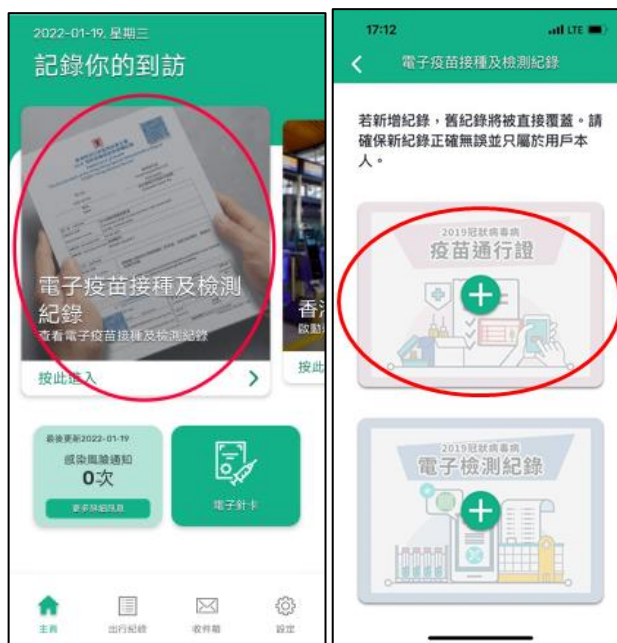 2022-01-19, 星期三
記錄你的到訪
電子疫苗接種及檢測
紀錄
查看電子疫苗接種及檢測紀錄
按此進入
按此
最後更新2022-01-19
感染風險通知
0次
更多詳細訊息
電子針卡
主頁
出行紀錄
收件箱
設定
17:12
LTE
電子疫苗接種及檢測紀錄
若新增紀錄，舊紀錄將被直接覆蓋。請
確保新紀錄正確無誤並只屬於用戶本
人。
2019冠狀病毒病
疫苗通行證
2019冠狀病毒病
電子檢測紀錄